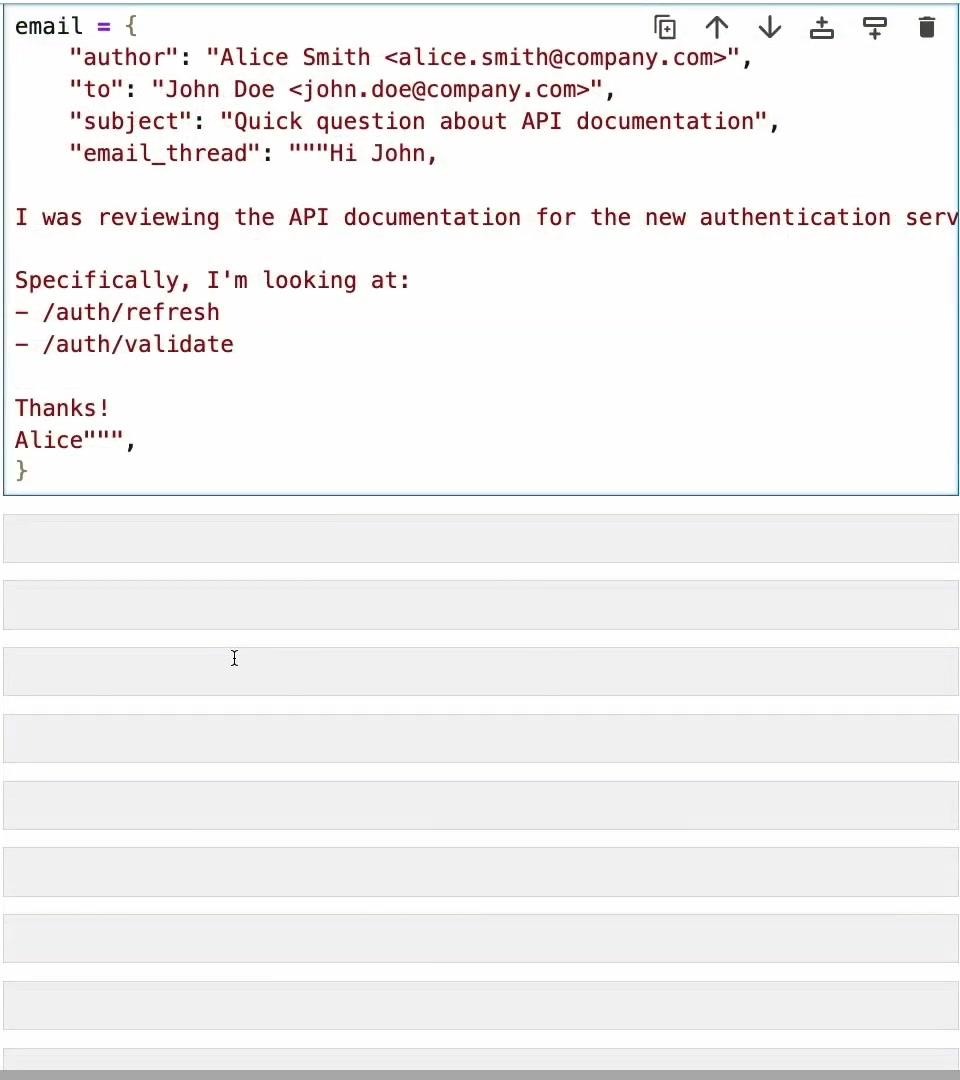 email = {
    "author": "Alice Smith <alice.smith@company.com>",
    "to": "John Doe <john.doe@company.com>",
    "subject": "Quick question about API documentation",
    "email_thread": """Hi John,
I was reviewing the API documentation for the new authentication serv
Specifically, I'm looking at:
- /auth/refresh
- /auth/validate
Thanks!
Alice""",
}